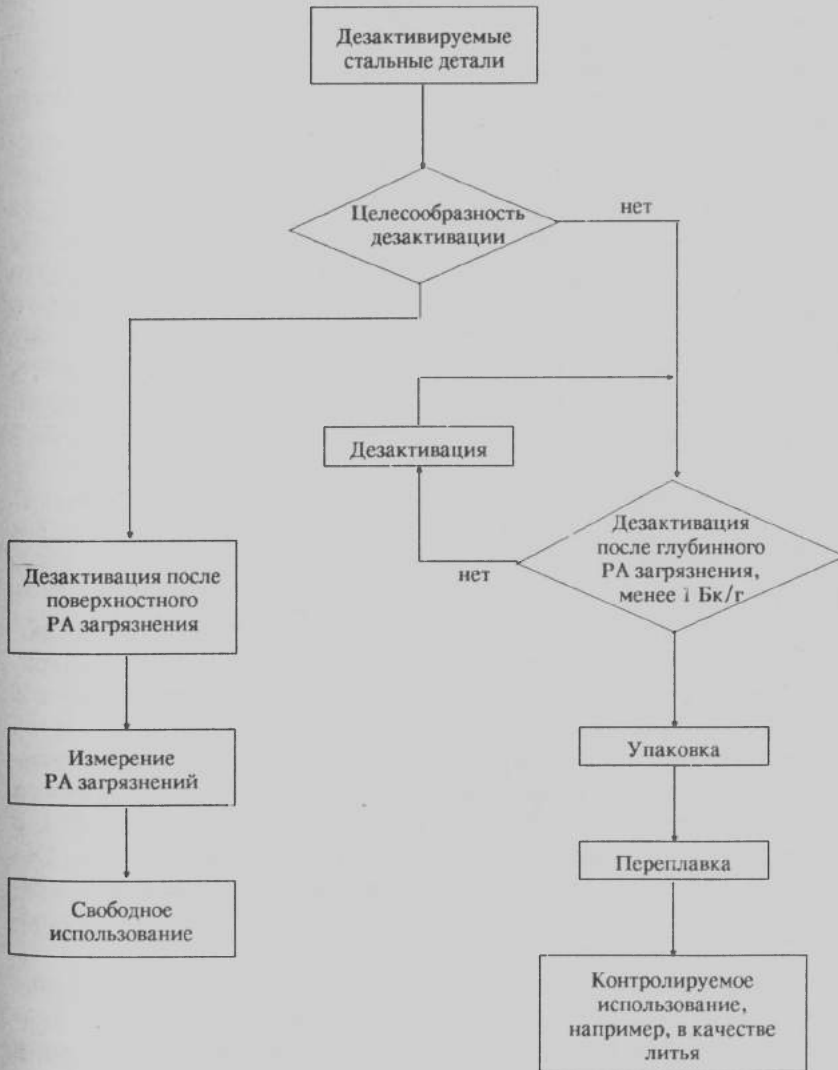 Дезактивируемые
стальные детали
Целесообразность
дезактивации
нет
Дезактивация
Дезактивация
после глубинного
РА загрязнения,
менее 1 Бк/г
нет
Дезактивация после
поверхностного
РА загрязнения
Измерение
РА загрязнений
Упаковка
Переплавка
Свободное
использование
Контролируемое
использование,
например, в качестве
литья